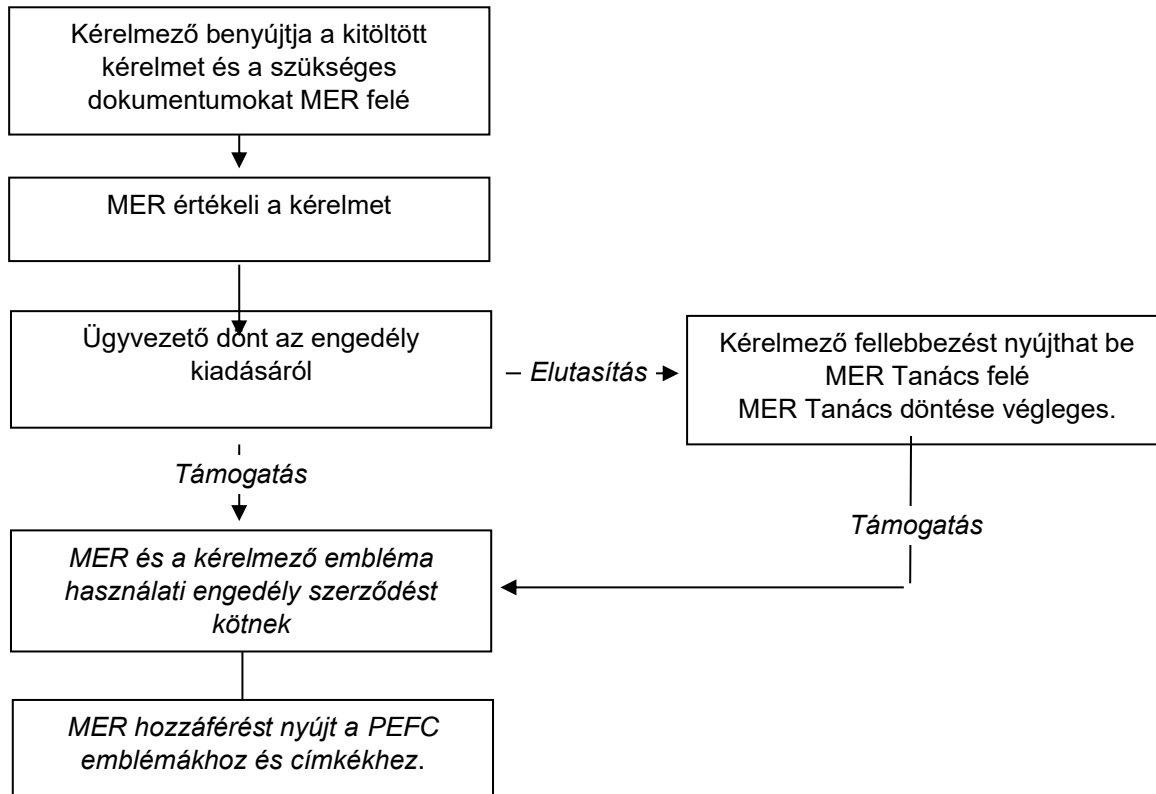 Kérelmező benyújtja a kitöltött
kérelmet és a szükséges
dokumentumokat MER felé
MER értékeli a kérelmet
Ügyvezető dönt az engedély
kiadásáról
Elutasítás
Kérelmező fellebbezést nyújthat be
MER Tanács felé
MER Tanács döntése végleges.
Támogatás
Támogatás
MER és a kérelmező embléma
használati engedély szerződést
kötnek
MER hozzáférést nyújt a PEFC
emblémákhoz és címkékhez.